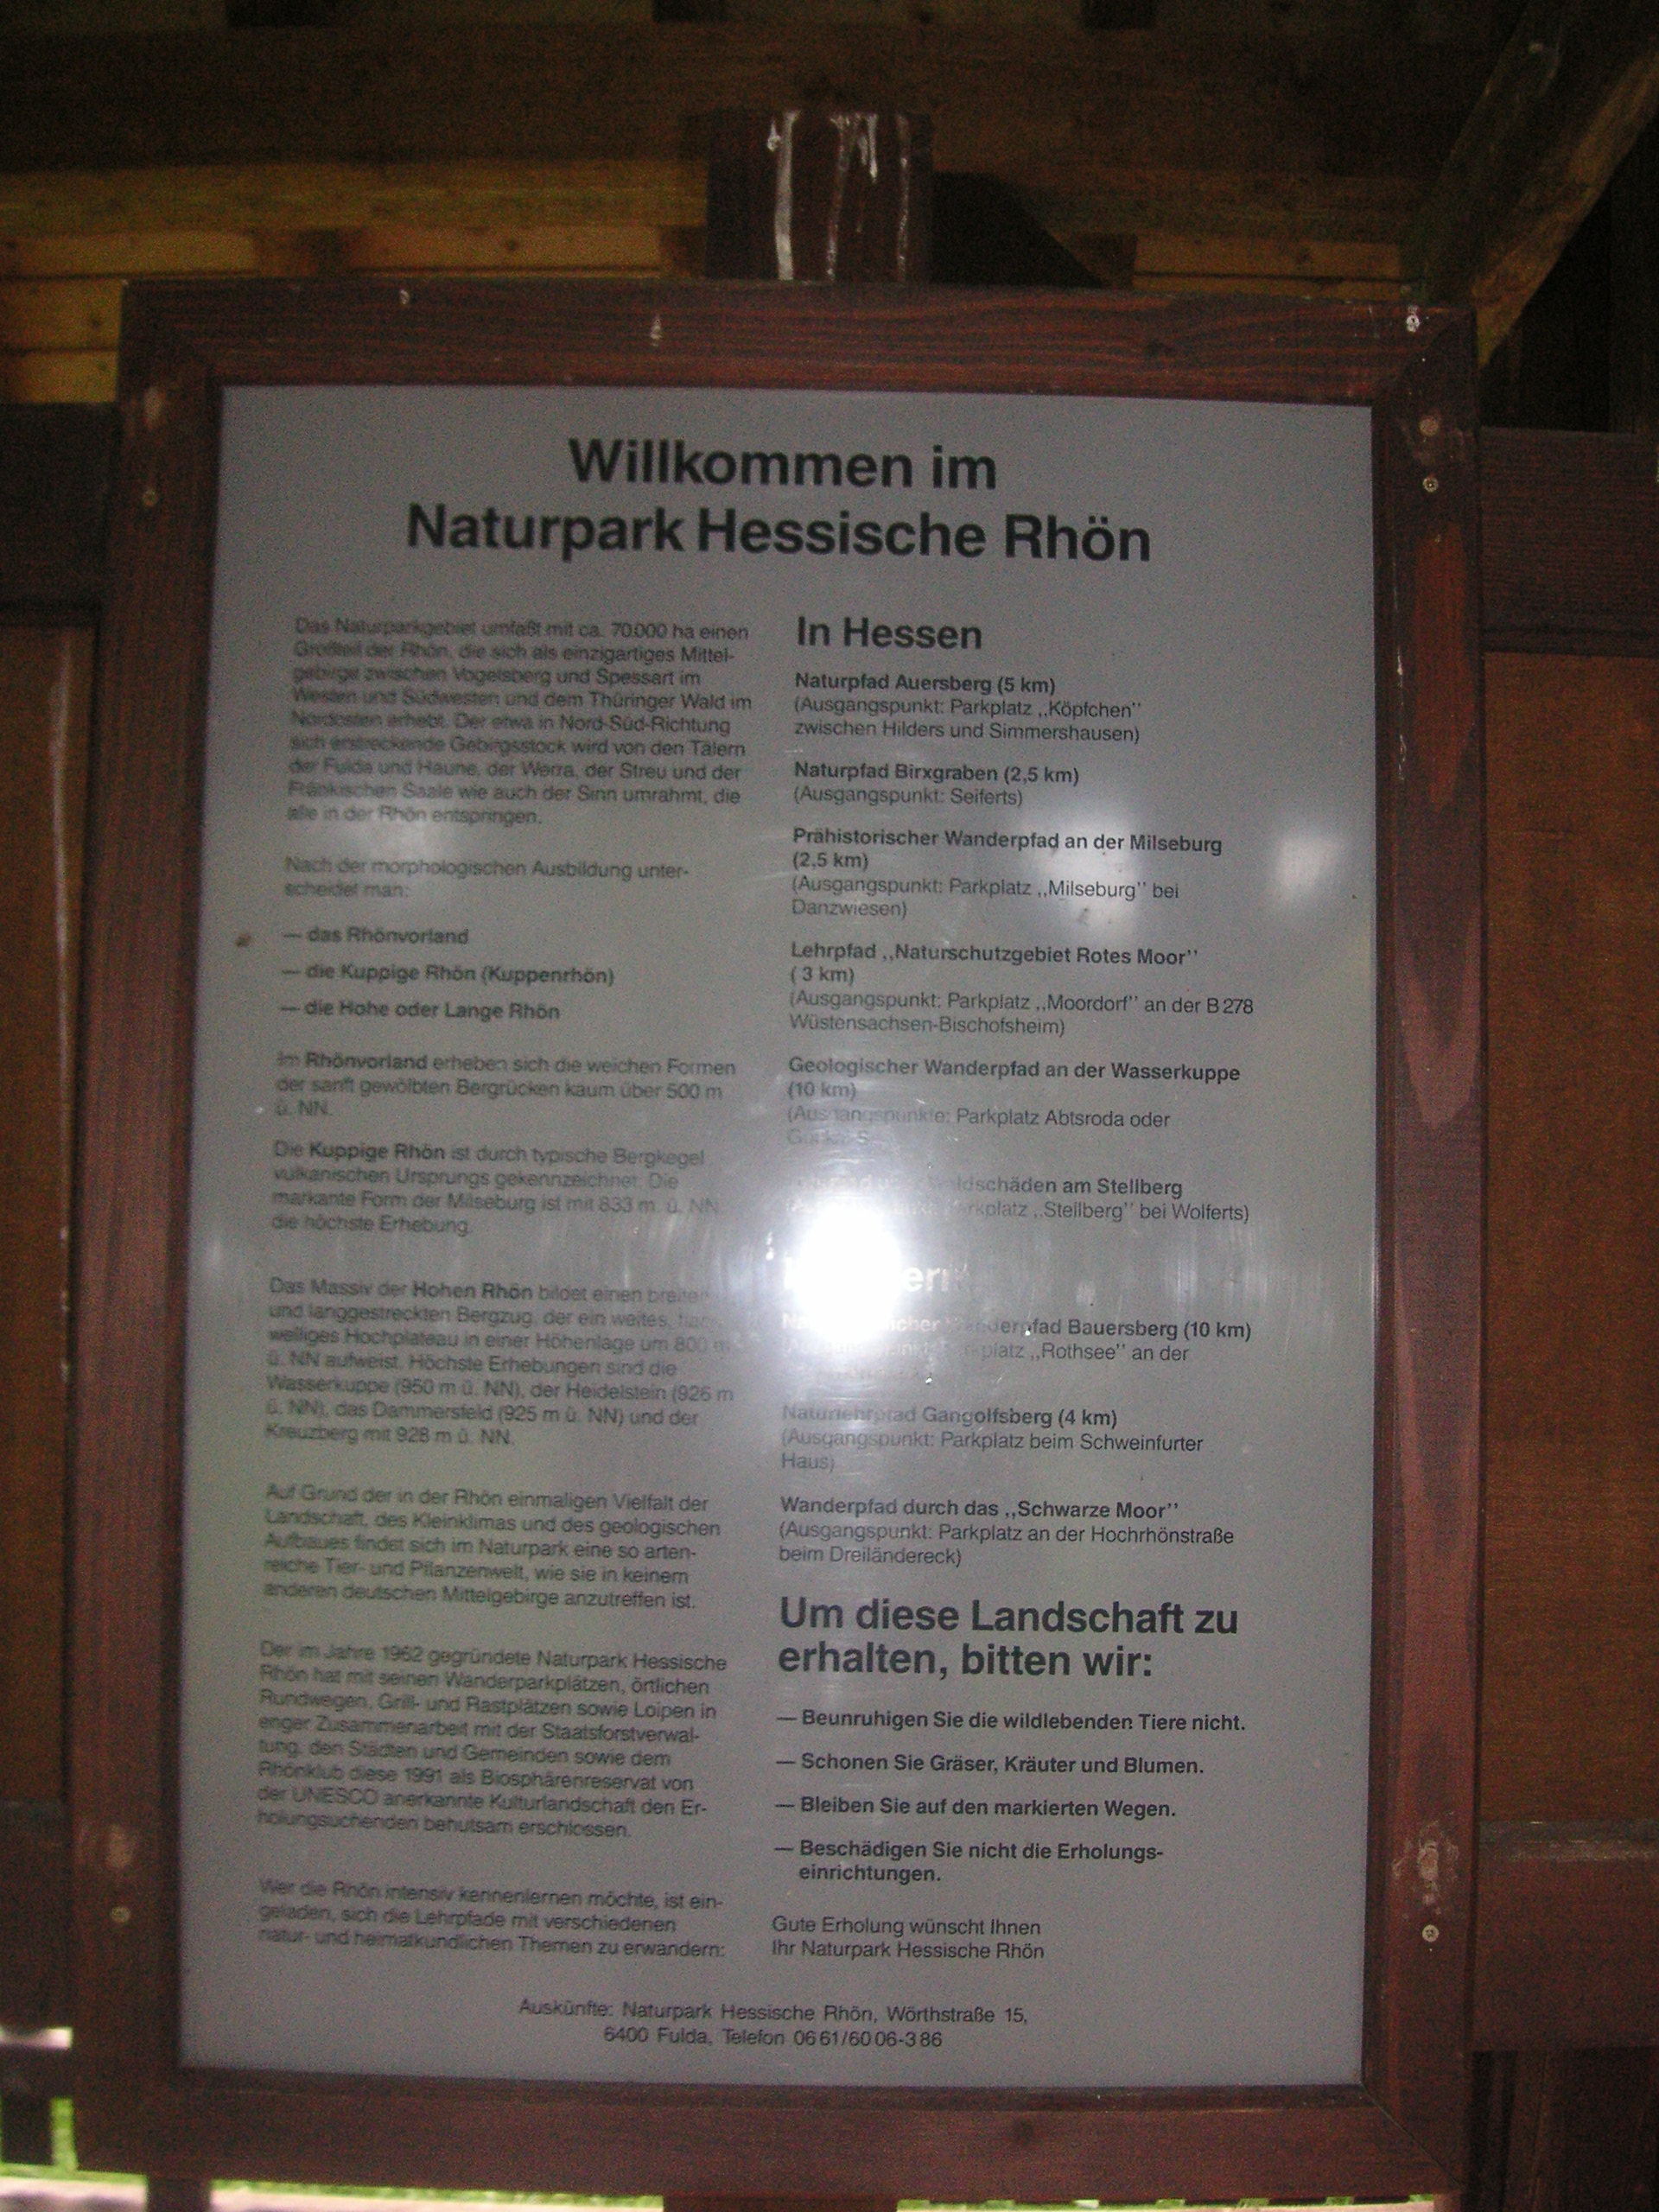 Willkommen im
Naturpark Hessische Rhön
Das Naturparkgebiet umfaßt mit ca. 70.000 ha einen
Großteil der Rhön, die sich als einzigartiges Mittel-
gebirge zwischen Vogelsberg und Spessart im
Westen und Südwesten und dem Thüringer Wald im
Nordosten erhebt. Der etwa in Nord-Süd-Richtung
sich erstreckende Gebirgsstock wird von den Tälern
der Fulda und Haune, der Werra, der Streu und der
Fränkischen Saale wie auch der Sinn umrahmt, die
alle in der Rhön entspringen.
Nach der morphologischen Ausbildung unter-
scheidet man:
— das Rhönvorland
— die Kuppige Rhön (Kuppenrhön)
— die Hohe oder Lange Rhön
Im Rhönvorland erheben sich die weichen Formen
der sanft gewölbten Bergrücken kaum über 500 m
ü. NN.
Die Kuppige Rhön ist durch typische Bergkegel
vulkanischen Ursprungs gekennzeichnet. Die
markante Form der Milseburg ist mit 833 m. ü. NN
die höchste Erhebung.
Das Massiv der Hohen Rhön bildet einen breiten
und langgestreckten Bergzug, der ein weites,
welliges Hochplateau in einer Höhenlage um 800 m
ü. NN aufweist. Höchste Erhebungen sind die
Wasserkuppe (950 m ü. NN), der Heidelstein (926 m
ü. NN), das Dammersfeld (925 m ü. NN) und der
Kreuzberg mit 928 m ü. NN.
Auf Grund der in der Rhön einmaligen Vielfalt der
Landschaft, des Kleinklimas und des geologischen
Aufbaues findet sich im Naturpark eine so arten-
reiche Tier- und Pflanzenwelt, wie sie in keinem
anderen deutschen Mittelgebirge anzutreffen ist.
Der im Jahre 1962 gegründete Naturpark Hessische
Rhön hat mit seinen Wanderparkplätzen, örtlichen
Rundwegen, Grill- und Rastplätzen sowie Loipen in
enger Zusammenarbeit mit der Staatsforstverwal-
tung, den Städten und Gemeinden sowie dem
Rhönklub diese 1991 als Biosphärenreservat von
der UNESCO anerkannte Kulturlandschaft den Er-
holungsuchenden behutsam erschlossen.
Wer die Rhön intensiv kennenlernen möchte, ist ein-
geladen, sich die Lehrpfade mit verschiedenen
natur- und heimatkundlichen Themen zu erwandern:
In Hessen
Naturpfad Auersberg (5 km)
(Ausgangspunkt: Parkplatz ,,Köpfchen''
zwischen Hilders und Simmershausen)
Naturpfad Birxgraben (2,5 km)
(Ausgangspunkt: Seiferts)
Prähistorischer Wanderpfad an der Milseburg
(2,5 km)
(Ausgangspunkt: Parkplatz ,,Milseburg'' bei
Danzwiesen)
Lehrpfad ,,Naturschutzgebiet Rotes Moor''
( 3 km)
(Ausgangspunkt: Parkplatz ,,Moordorf'' an der B 278
Wüstensachsen-Bischofsheim)
Geologischer Wanderpfad an der Wasserkuppe
(10 km)
(Ausgangspunkte: Parkplatz Abtsroda oder
am Stellberg
,,Stellberg'' bei Wolferts)
Bauersberg (10 km)
,,Rothsee'' an der
Naturlehrpfad Gangolfsberg (4 km)
(Ausgangspunkt: Parkplatz beim Schweinfurter
Haus)
Wanderpfad durch das ,,Schwarze Moor''
(Ausgangspunkt: Parkplatz an der Hochrhönstraße
beim Dreiländereck)
Um diese Landschaft zu
erhalten, bitten wir:
— Beunruhigen Sie die wildlebenden Tiere nicht.
— Schonen Sie Gräser, Kräuter und Blumen.
— Bleiben Sie auf den markierten Wegen.
— Beschädigen Sie nicht die Erholungs-
einrichtungen.
Gute Erholung wünscht Ihnen
Ihr Naturpark Hessische Rhön
Auskünfte: Naturpark Hessische Rhön, Wörthstraße 15,
6400 Fulda, Telefon 06 61/60 06-3 86